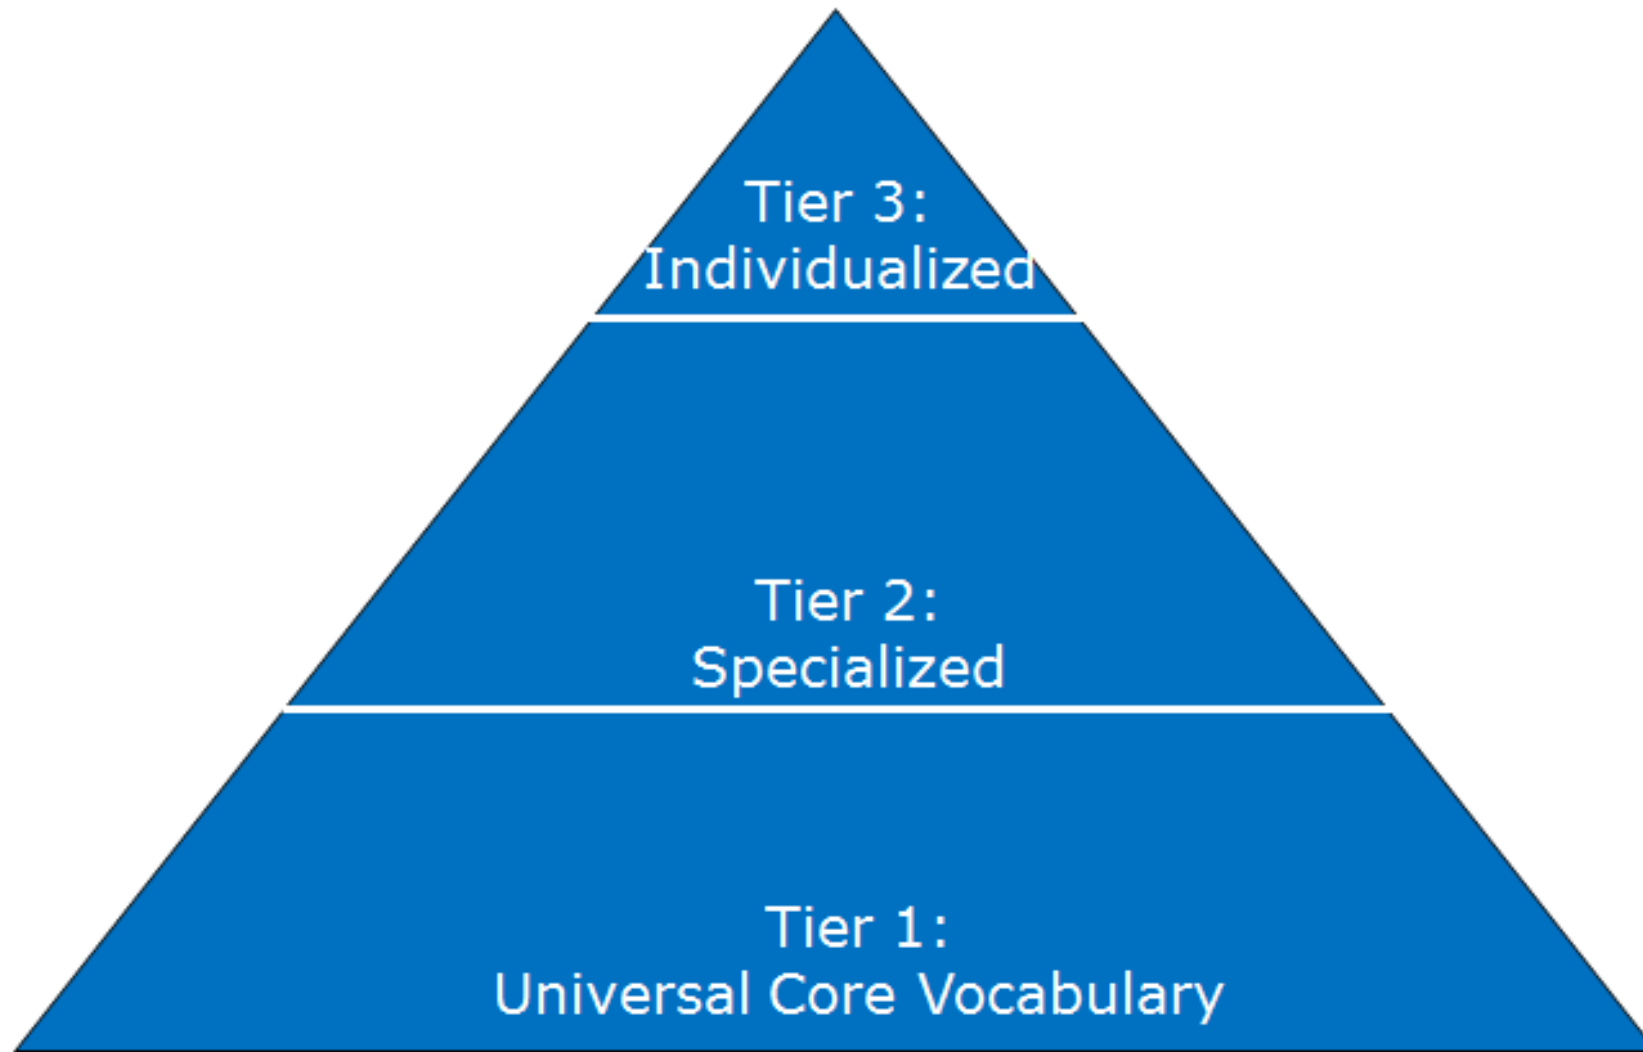 Tier 3:
Individualized
Tier 2:
Specialized
Tier 1:
Universal Core Vocabulary